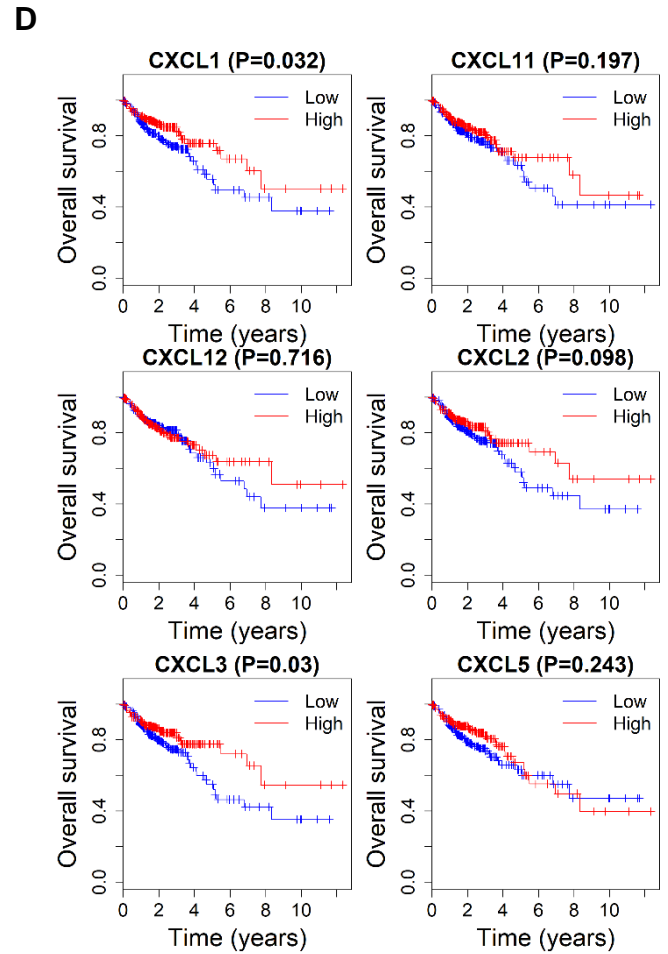 D
CXCL1 (P=0.032)
Low
High
Overall survival
0.0 0.4 0.8
0 2 4 6 8 10
Time (years)
CXCL11 (P=0.197)
Low
High
Overall survival
0.0 0.4 0.8
0 2 4 6 8 10
Time (years)
CXCL12 (P=0.716)
Low
High
Overall survival
0.0 0.4 0.8
0 2 4 6 8 10
Time (years)
CXCL2 (P=0.098)
Low
High
Overall survival
0.0 0.4 0.8
0 2 4 6 8 10
Time (years)
CXCL3 (P=0.03)
Low
High
Overall survival
0.0 0.4 0.8
0 2 4 6 8 10
Time (years)
CXCL5 (P=0.243)
Low
High
Overall survival
0.0 0.4 0.8
0 2 4 6 8 10
Time (years)